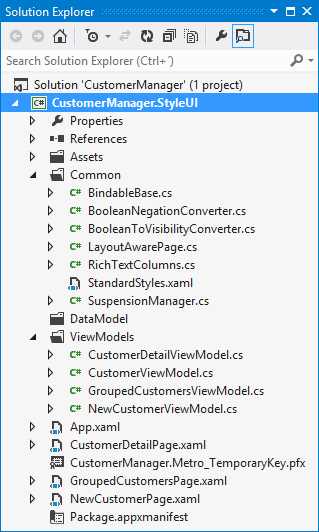 Solution Explorer
Search Solution Explorer (Ctrl+´)
Solution 'CustomerManager' (1 project)
C# CustomerManager.StyleUI
Properties
References
Assets
Common
C# BindableBase.cs
C# BooleanNegationConverter.cs
C# BooleanToVisibilityConverter.cs
C# LayoutAwarePage.cs
C# RichTextColumns.cs
StandardStyles.xaml
C# SuspensionManager.cs
DataModel
ViewModels
C# CustomerDetailViewModel.cs
C# CustomerViewModel.cs
C# GroupedCustomersViewModel.cs
C# NewCustomerViewModel.cs
App.xaml
CustomerDetailPage.xaml
CustomerManager.Metro_TemporaryKey.pfx
GroupedCustomersPage.xaml
NewCustomerPage.xaml
Package.appxmanifest